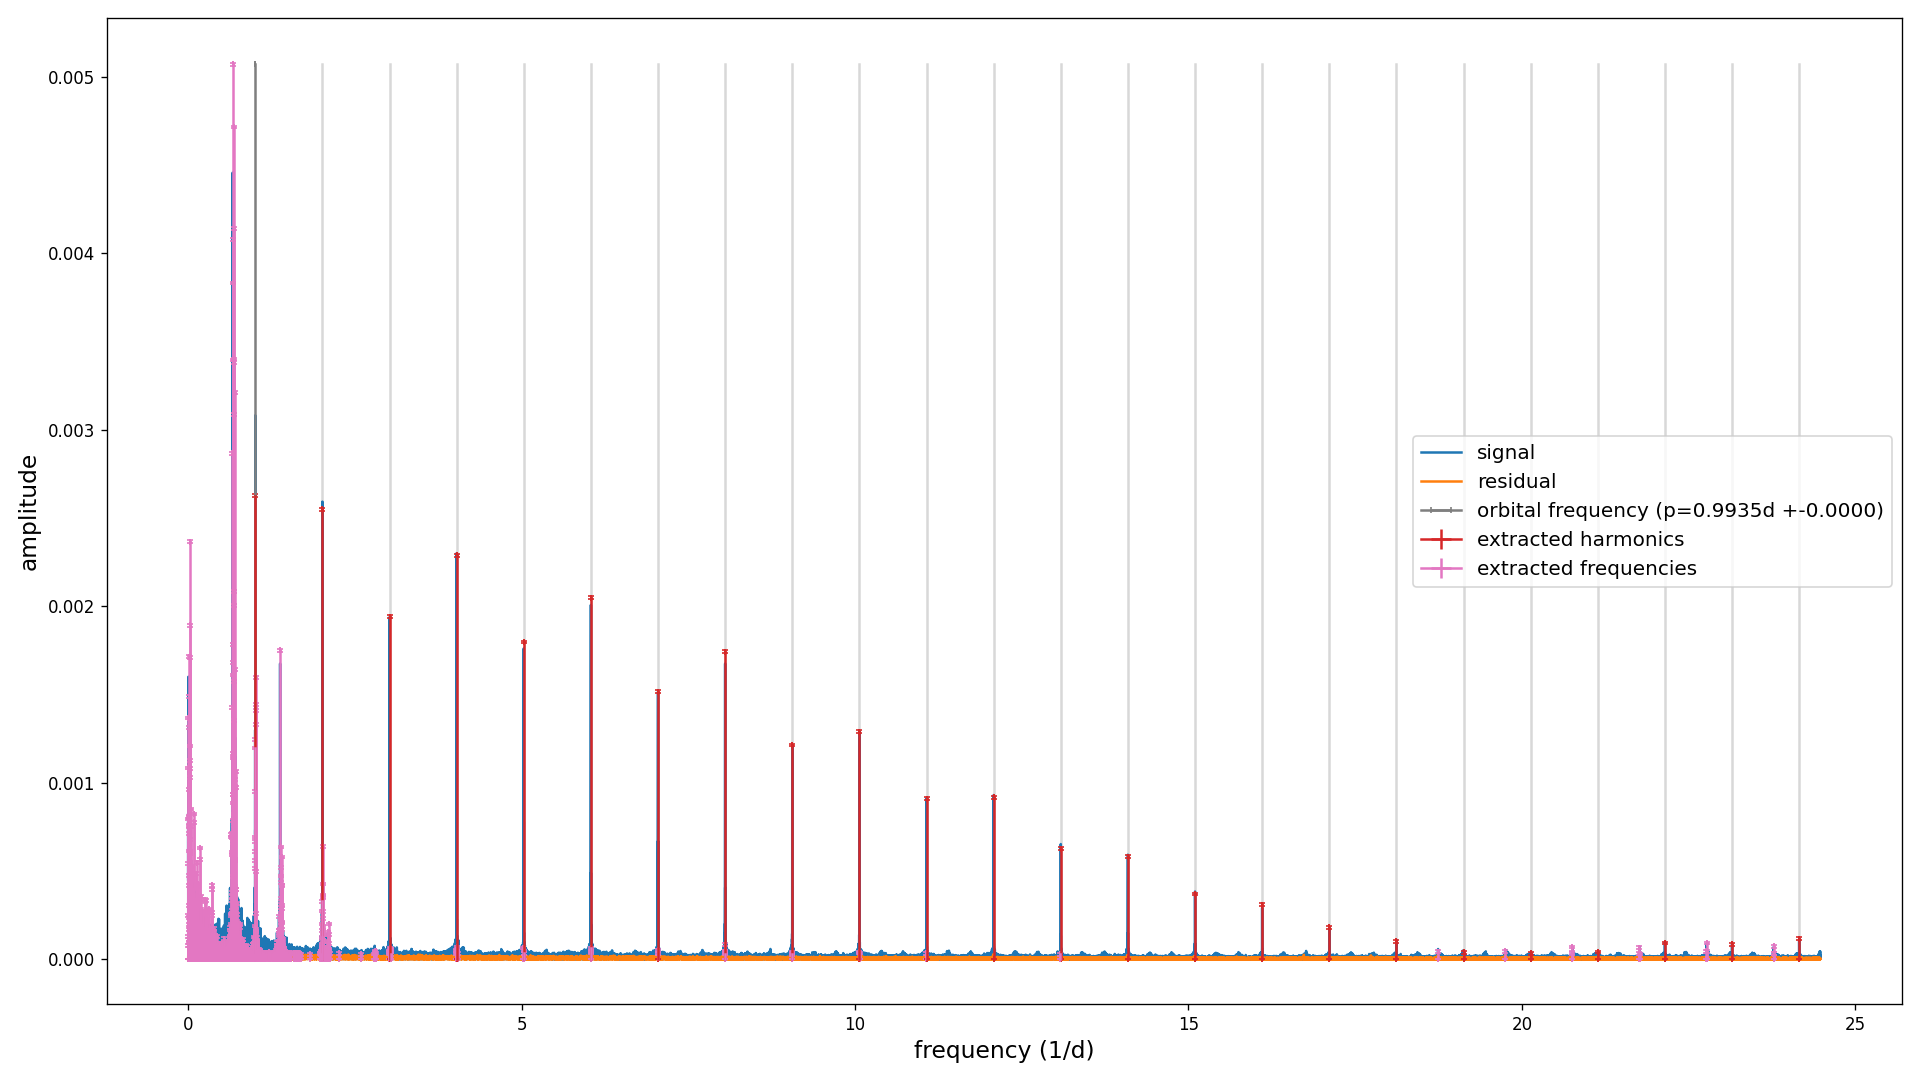 0.005
0.004
0.003
0.002
0.001
0.000
amplitude
signal
residual
orbital frequency (p=0.9935d +-0.0000)
extracted harmonics
extracted frequencies
0 5 10 15 20 25
frequency (1/d)